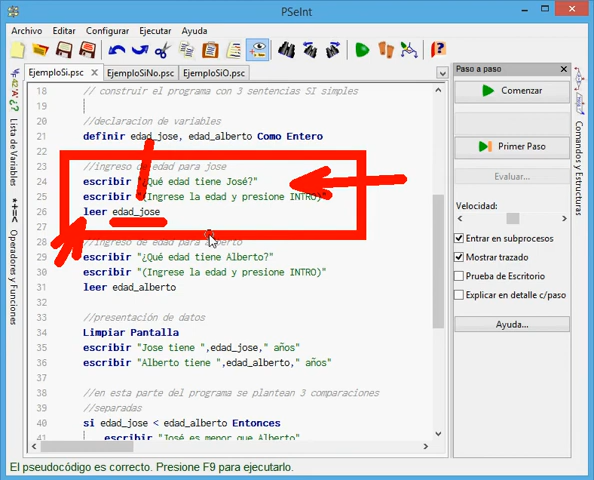 PSeInt
Archivo Editar Configurar Ejecutar Ayuda
EjemploSi.psc EjemploSiNo.psc EjemploSiO.psc
Lista de Variables
Operadores y Funciones
18 // construir el programa con 3 sentencias SI simples
19
20 //declaracion de variables
21 definir edad_jose, edad_alberto Como Entero
22
23 //ingreso de edad para jose
24 escribir "¿Qué edad tiene José?"
25 escribir "(Ingrese la edad y presione INTRO)"
26 leer edad_jose
27
28 //ingreso de edad para alberto
29 escribir "¿Qué edad tiene Alberto?"
30 escribir "(Ingrese la edad y presione INTRO)"
31 leer edad_alberto
32
33 //presentación de datos
34 Limpiar Pantalla
35 escribir "Jose tiene ",edad_jose," años"
36 escribir "Alberto tiene ",edad_alberto," años"
37
38 //en esta parte del programa se plantean 3 comparaciones
39 //separadas
40 si edad_jose < edad_alberto Entonces
41 escribir "José es menor que Alberto"
Paso a paso
Comenzar
Primer Paso
Evaluar...
Velocidad:
Entrar en subprocesos
Mostrar trazado
Prueba de Escritorio
Explicar en detalle c/paso
Ayuda...
Comandos y Estructuras
El pseudocódigo es correcto. Presione F9 para ejecutarlo.